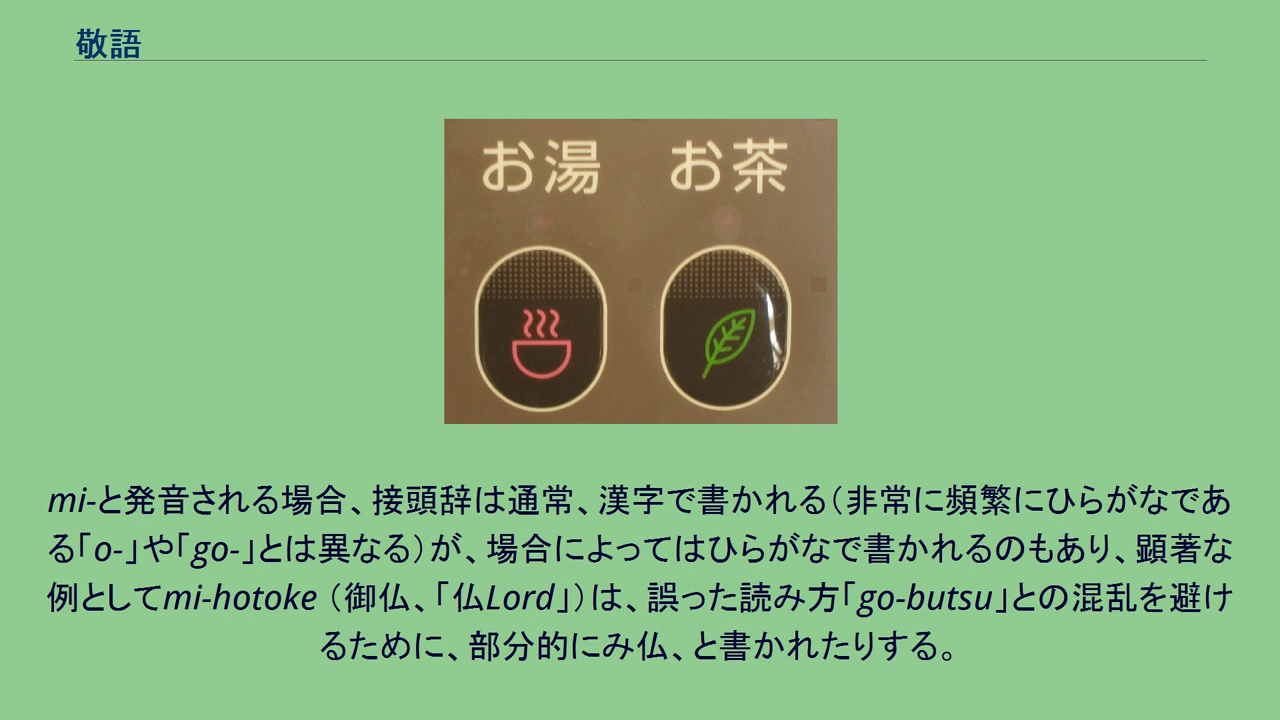 敬語
お湯 お茶
mi-と発音される場合、接頭辞は通常、漢字で書かれる（非常に頻繁にひらがなであ
る「o-」や「go-」とは異なる）が、場合によってはひらがなで書かれるのもあり、顕著な
例としてmi-hotoke （御仏、「仏Lord」）は、誤った読み方「go-butsu」との混乱を避け
るために、部分的にみ仏、と書かれたりする。